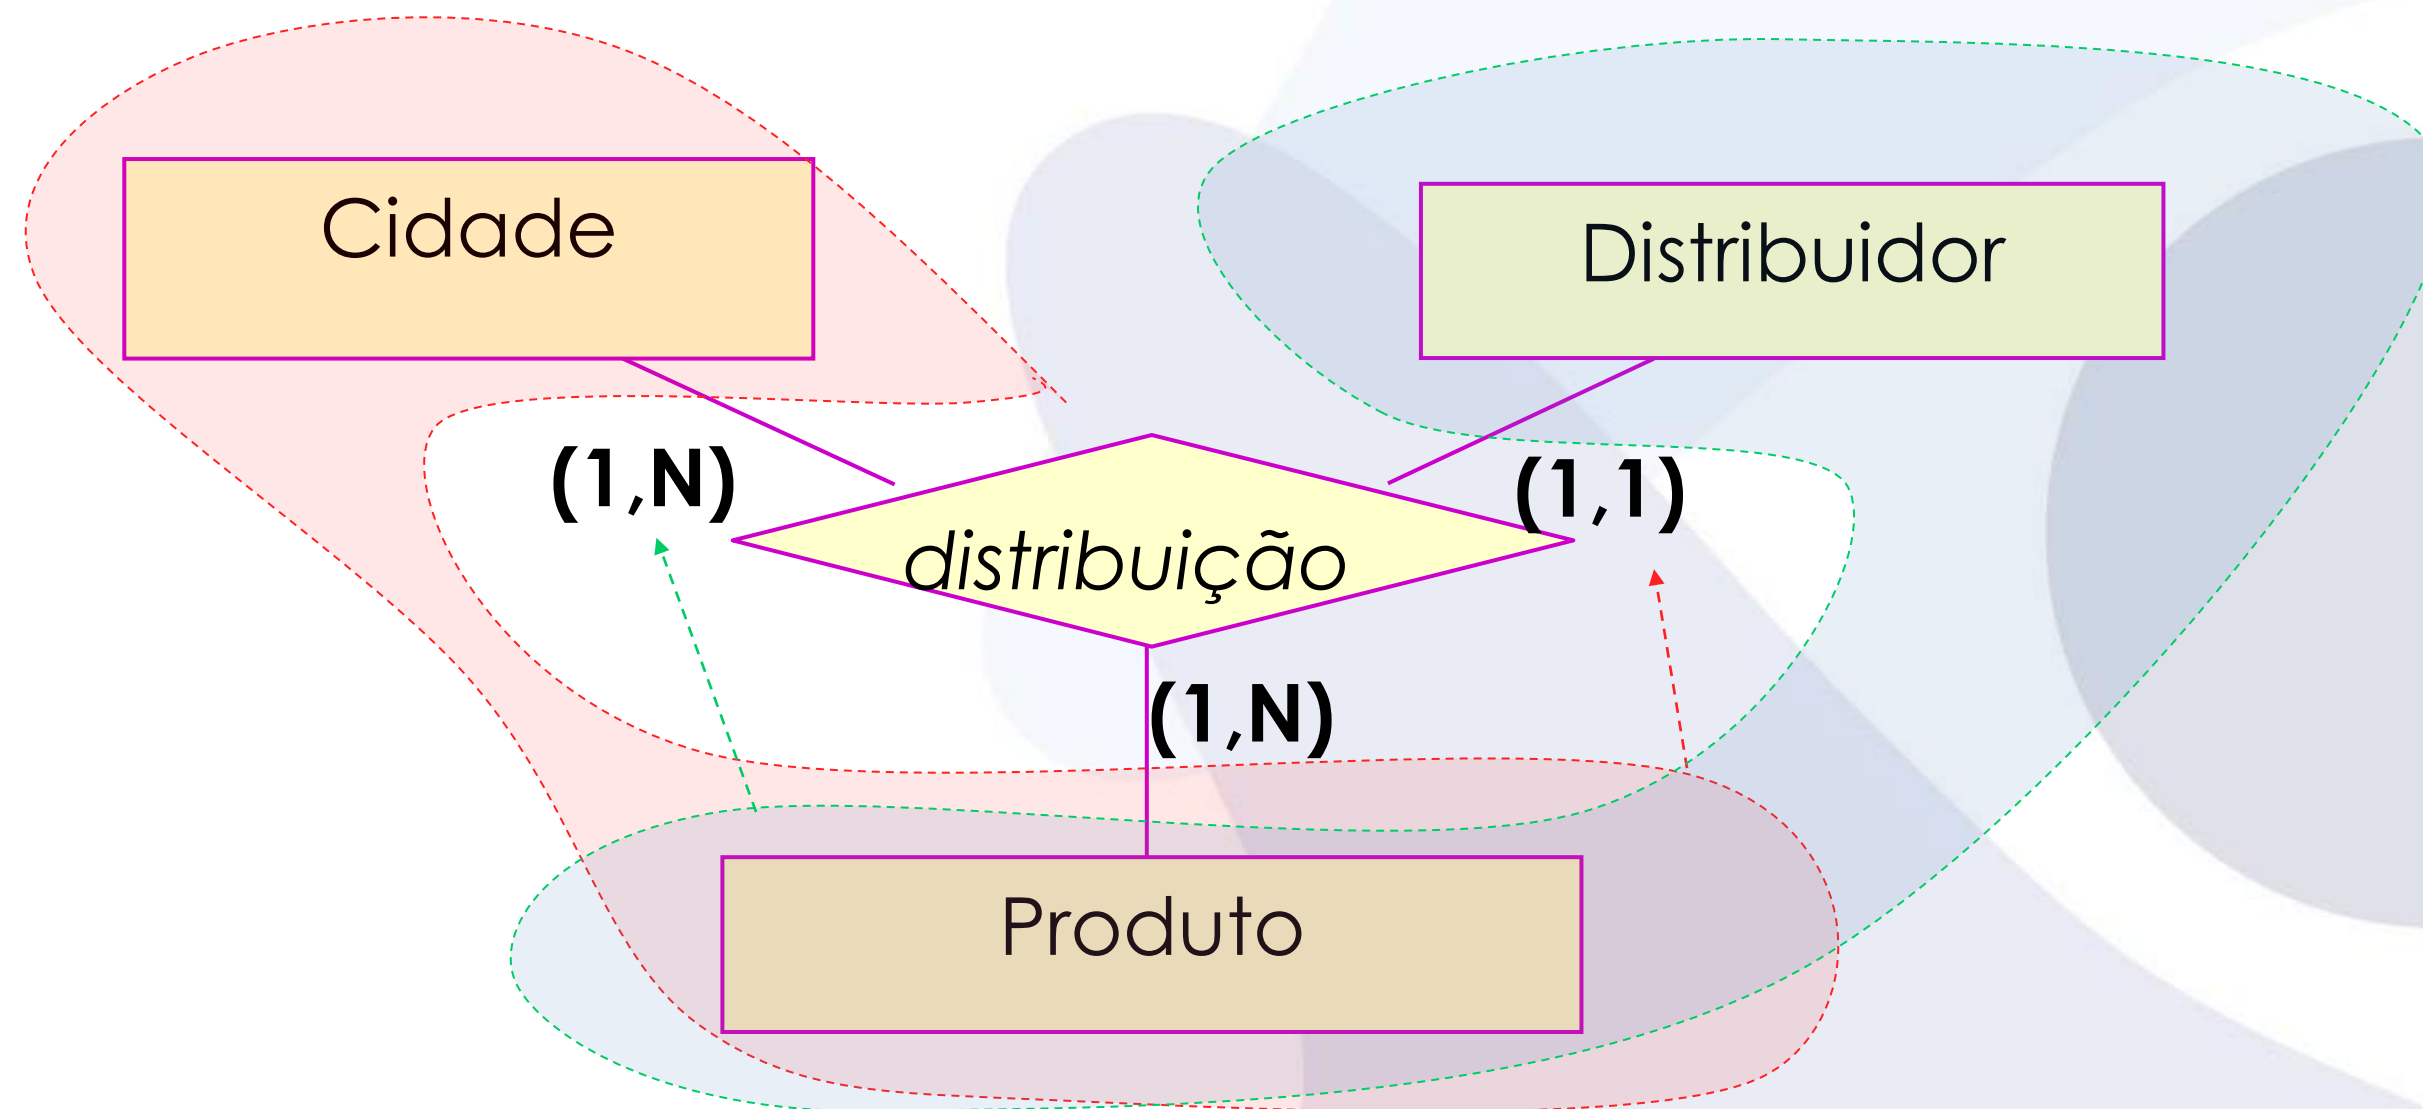 Cidade
Distribuidor
(1,N)
(1,1)
distribuição
(1,N)
Produto